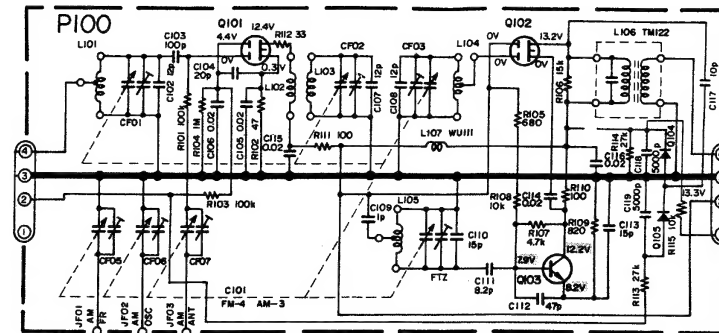 P100
L101
C103
100p
C102
12p
CF01
R101 100J
R104 1M
C106 0.02
C104
20p
4.4V
Q101
12.4V
R112 33
0.31V
C105 0.02
R102
47
L102
C115
0.02
L103
CF02
C107
12p
R111 100
CF03
12p
C108
L104
0V
0V
Q102
13.2V
0V
R105
680
L107 WU111
R106 15k
L106 TM122
C117
10p
C116
0.02
R114
27k
C118
5000p
Q104
13.3V
4
3
2
1
R103 100k
C109
1p
L105
C110
15p
R108
10k
C114
0.02
R110
100
R107
4.7k
R109
820
C113
15p
C119
5000p
Q105
R115 10k
R113 27k
CF05
CF06
CF07
C101
FM-4 AM-3
FTZ
C111
8.2p
7.9V
12.2V
Q103
8.2V
C112
47p
JF01
AM
FR
JF02
AM
OSC
JF03
AM
ANT